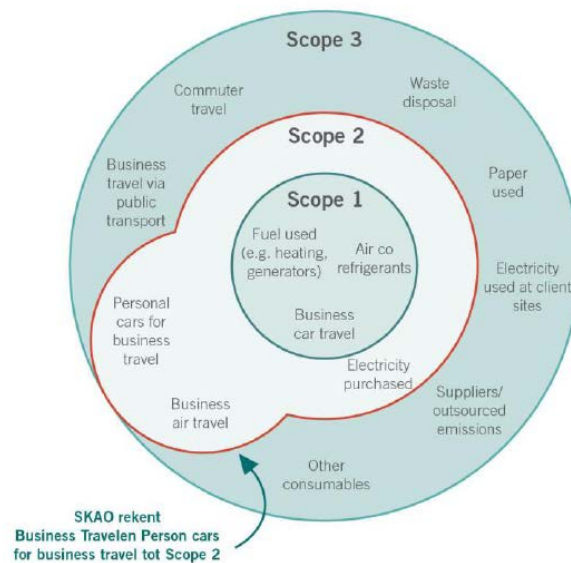 Scope 3
Commuter
travel
Waste
disposal
Scope 2
Business
travel via
public
transport
Paper
used
Scope 1
Fuel used
(e.g. heating,
generators)
Air co
refrigerants
Electricity
used at client
sites
Personal
cars for
business
travel
Business
car travel
Electricity
purchased
Business
air travel
Suppliers/
outsourced
emissions
Other
consumables
SKAO rekent
Business Travelen Person cars
for business travel tot Scope 2